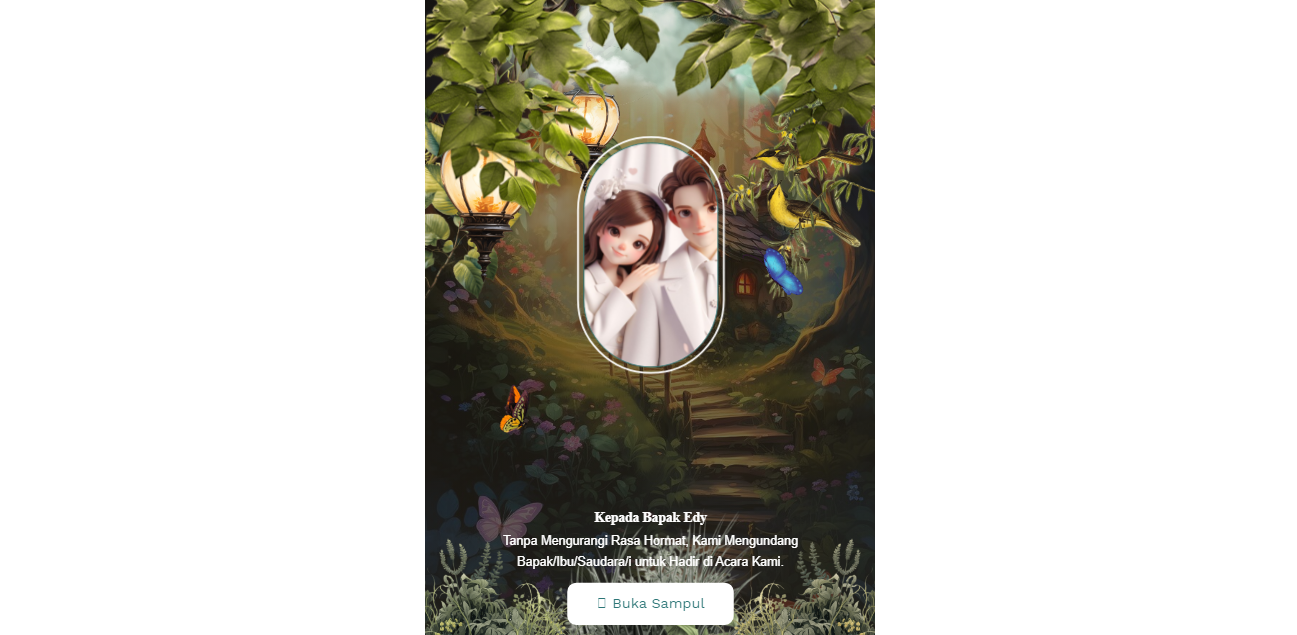 Kepada Bapak Edy
Tanpa Mengurangi Rasa Hormat, Kami Mengundang
Bapak/Ibu/Saudara/i untuk Hadir di Acara Kami.
Buka Sampul